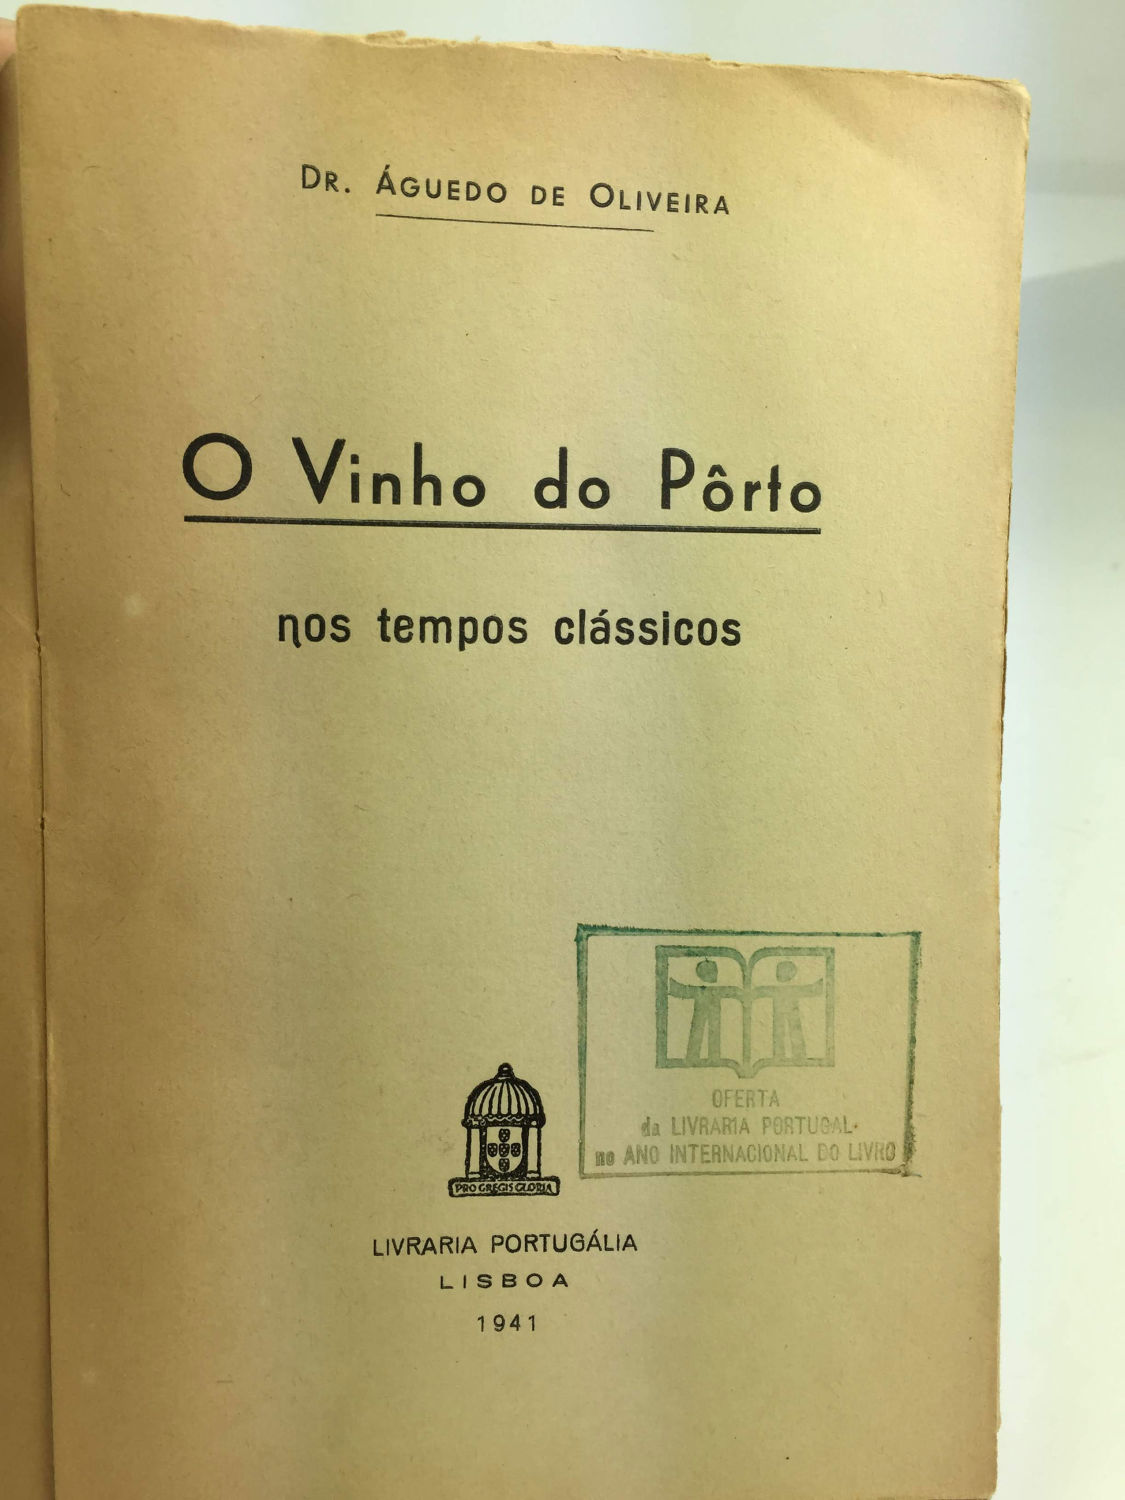 DR. ÁGUEDO DE OLIVEIRA
O Vinho do Pôrto
nos tempos clássicos
OFERTA
da LIVRARIA PORTUGAL
no ANO INTERNACIONAL DO LIVRO
PRO GREGIS GLORIA
LIVRARIA PORTUGÁLIA
LISBOA
1941